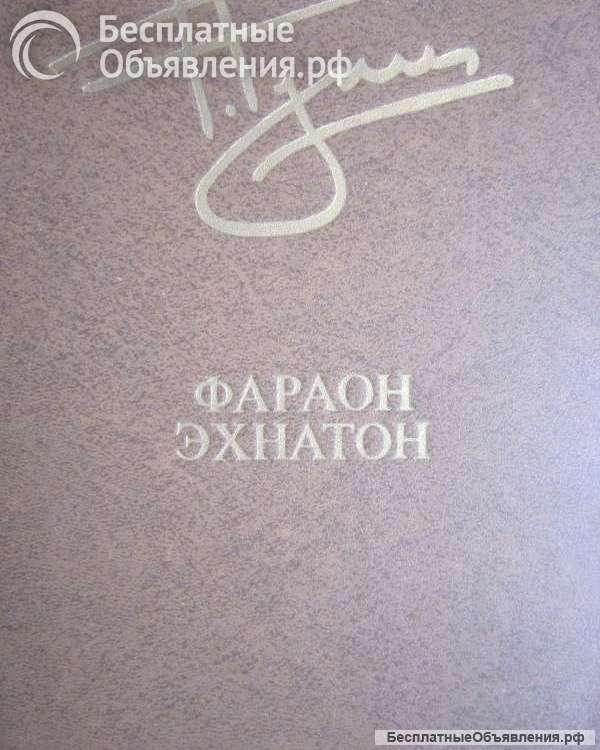 Бесплатные
Объявления.рф
ФАРАОН
ЭХНАТОН
БесплатныеОбъявления.рф